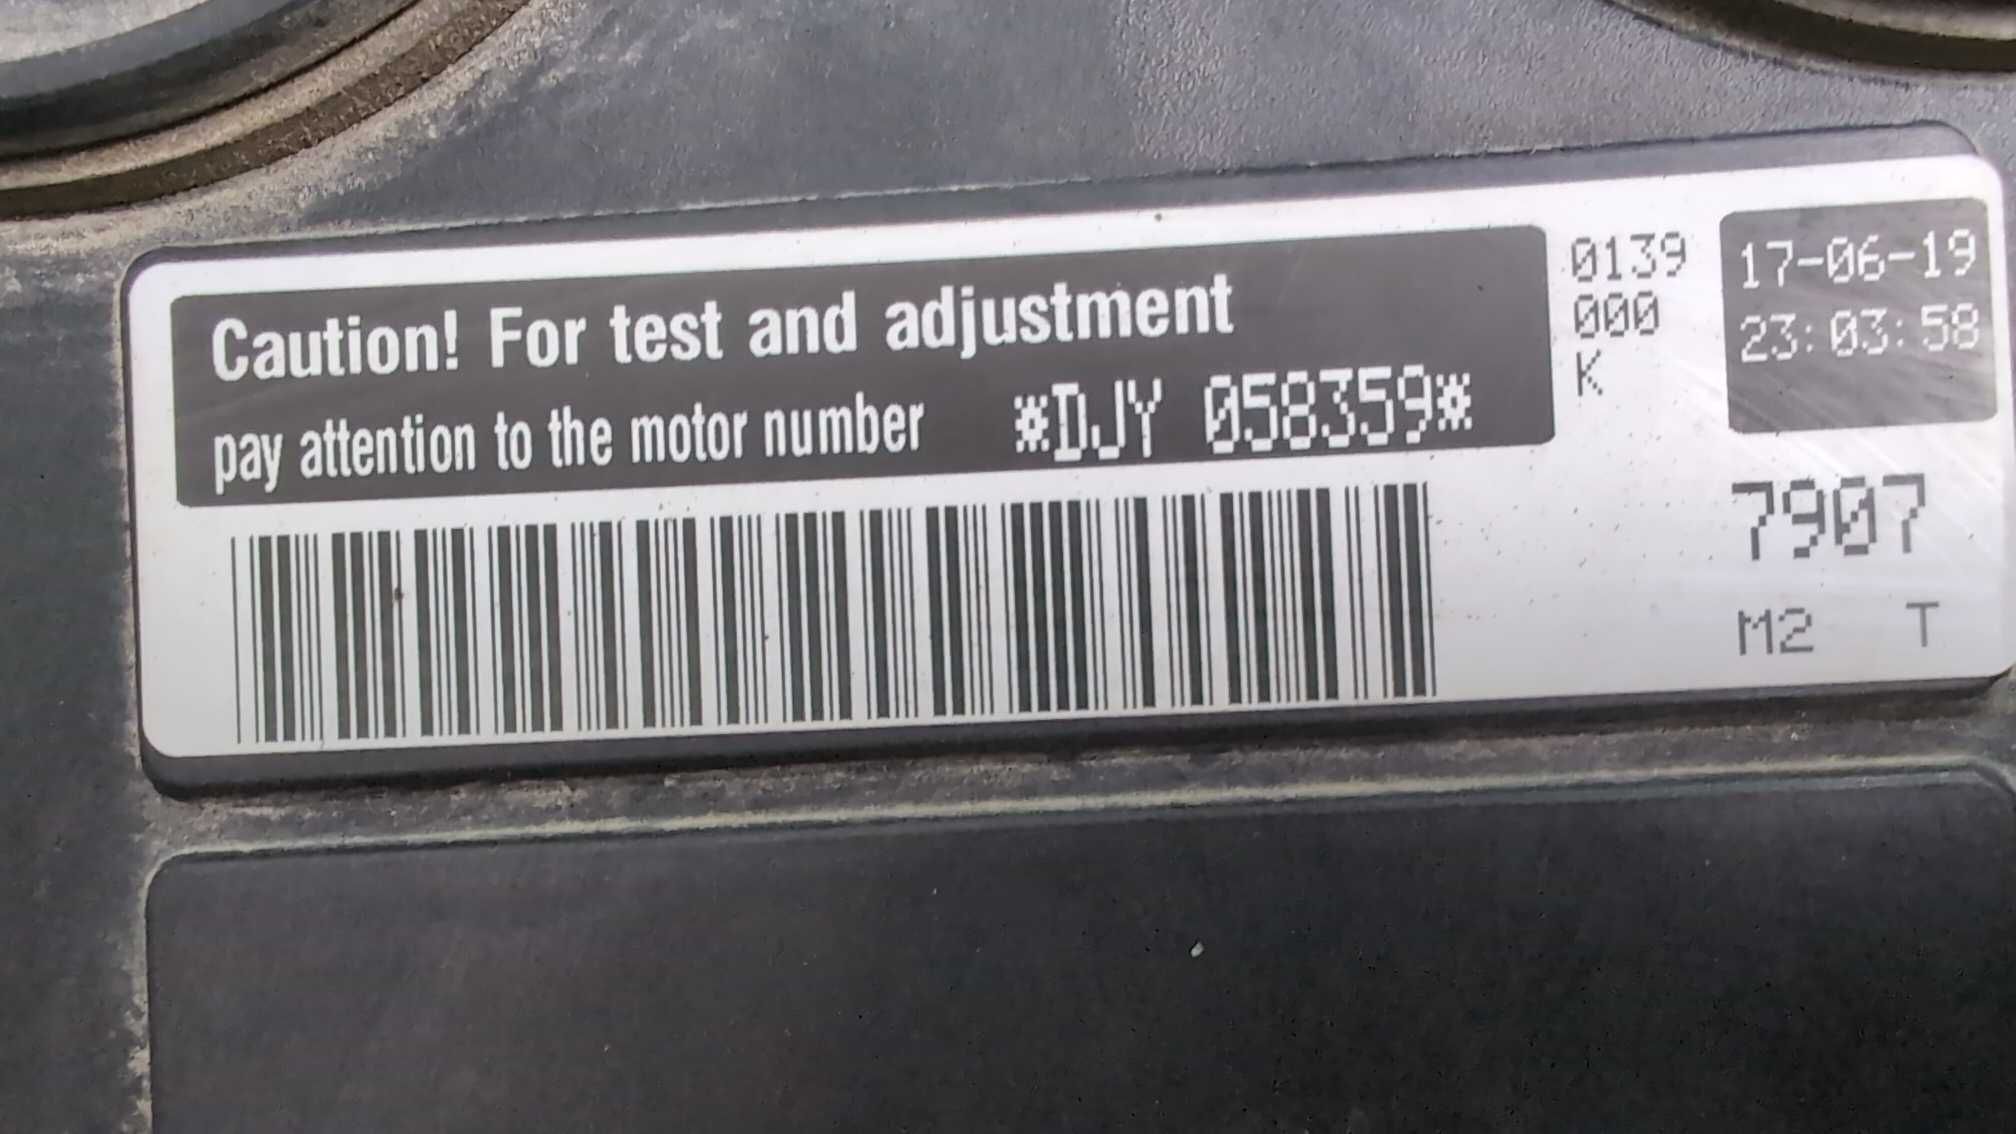 Caution! For test and adjustment
pay attention to the motor number *DJY 058359*
0139
000
K
17-06-19
23:03:58
7907
M2 T